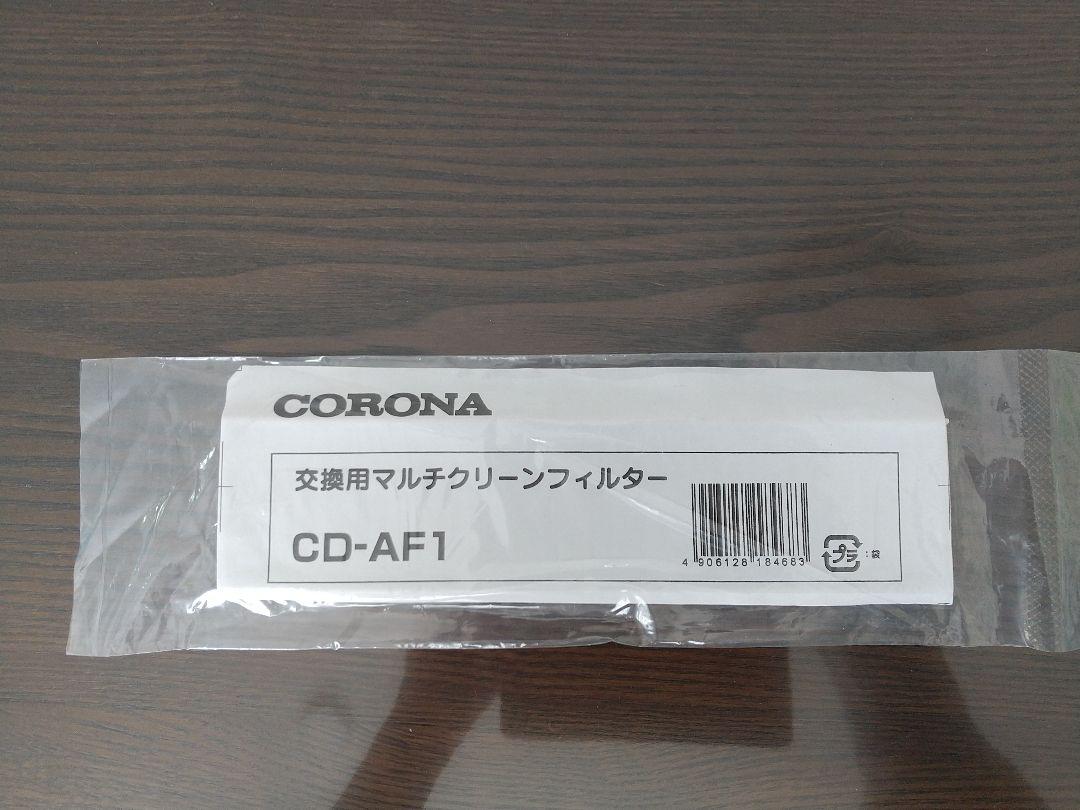 CORONA
交換用マルチクリーンフィルター
CD-AF1
4 906128 184683
プラ :袋